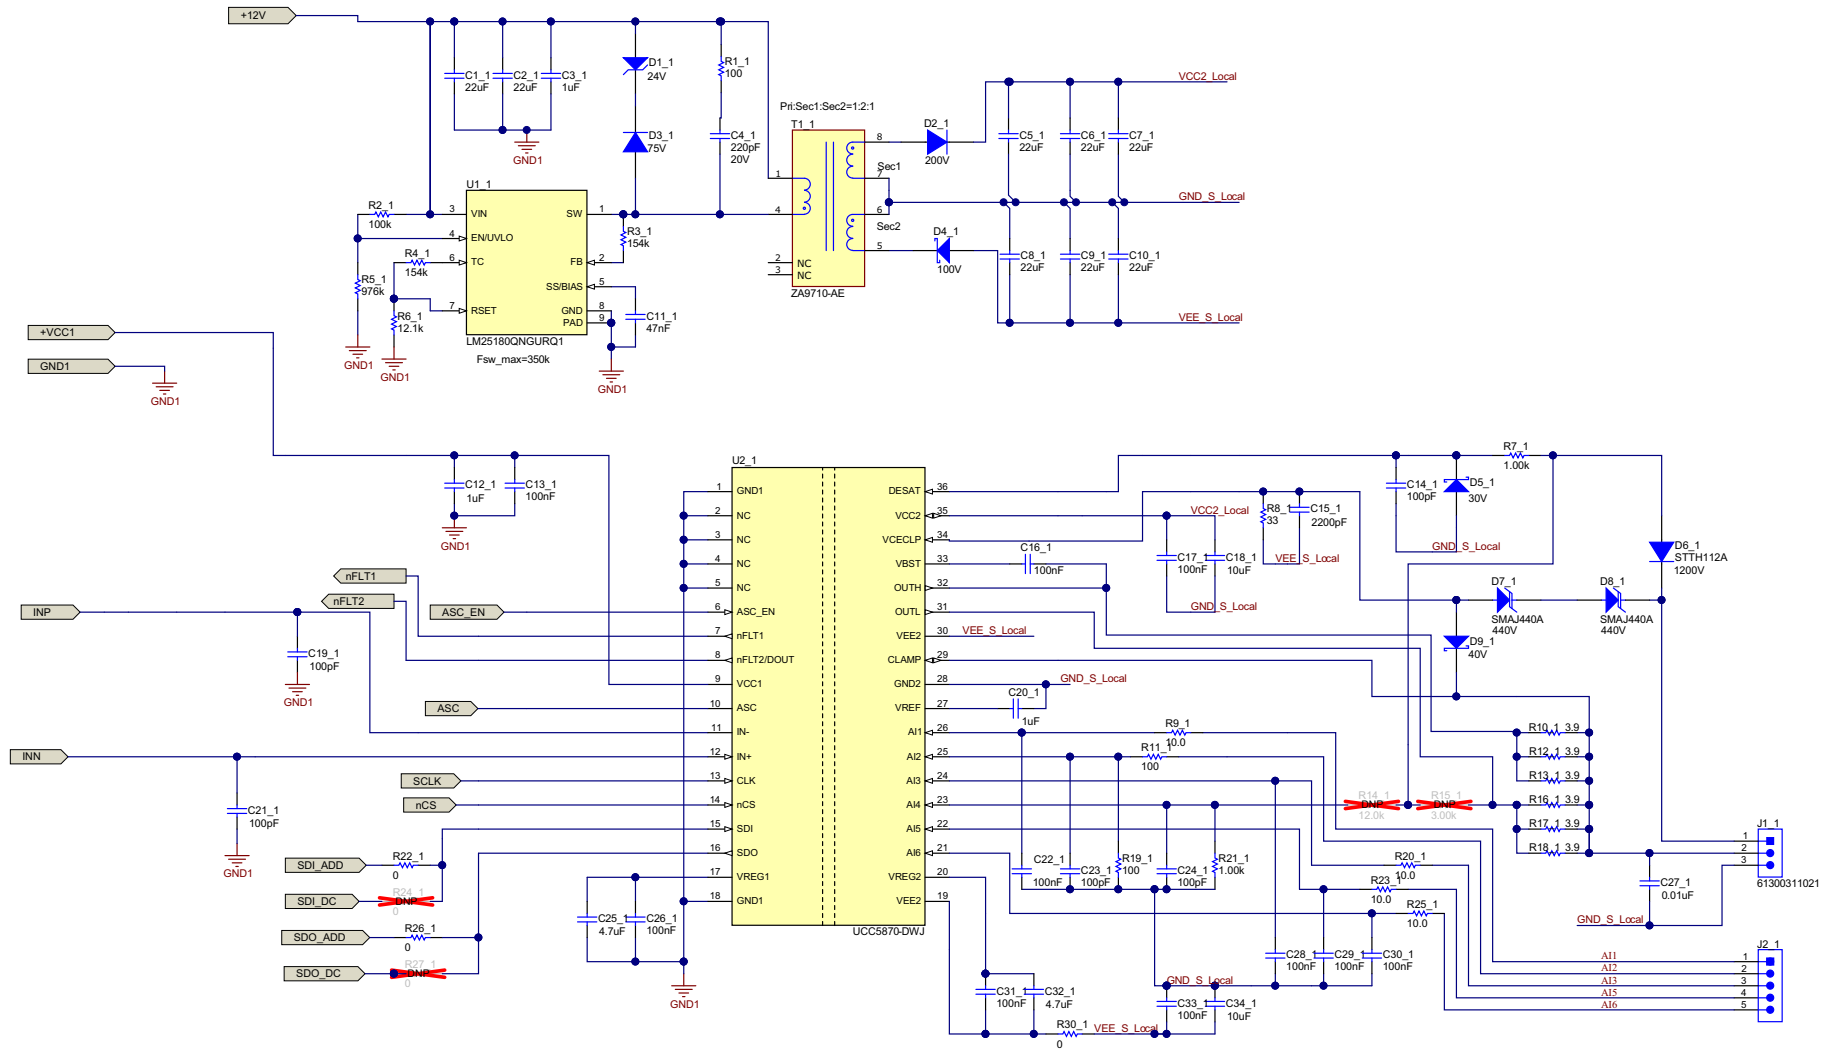 +12V
C1_1
22uF
C2_1
22uF
C3_1
1uF
GND1
D1_1
24V
D3_1
75V
R1_1
100
C4_1
220pF
20V
Pri:Sec1:Sec2=1:2:1
T1_1
1
4
2
NC
3
NC
8
Sec1
7
6
Sec2
5
ZA9710-AE
D2_1
200V
D4_1
100V
VCC2_Local
C5_1
22uF
C6_1
22uF
C7_1
22uF
GND_S_Local
C8_1
22uF
C9_1
22uF
C10_1
22uF
VEE_S_Local
U1_1
3
VIN
4
EN/UVLO
6
TC
7
RSET
SW
1
FB
2
SS/BIAS
5
GND
8
PAD
9
LM25180QNGURQ1
Fsw_max=350k
R2_1
100k
R4_1
154k
R5_1
976k
R6_1
12.1k
R3_1
154k
C11_1
47nF
GND1
GND1
GND1
+VCC1
GND1
GND1
C12_1
1uF
C13_1
100nF
GND1
nFLT1
nFLT2
INP
ASC_EN
C19_1
100pF
GND1
ASC
INN
SCLK
nCS
C21_1
100pF
GND1
SDI_ADD
R22_1
0
SDI_DC
R24_1
DNP
0
SDO_ADD
R26_1
0
SDO_DC
R27_1
DNP
0
C25_1
4.7uF
C26_1
100nF
GND1
U2_1
1
GND1
2
NC
3
NC
4
NC
5
NC
6
ASC_EN
7
nFLT1
8
nFLT2/DOUT
9
VCC1
10
ASC
11
IN-
12
IN+
13
CLK
14
nCS
15
SDI
16
SDO
17
VREG1
18
GND1
DESAT
36
VCC2
35
VCECLP
34
VBST
33
OUTH
32
OUTL
31
VEE2
30
CLAMP
29
GND2
28
VREF
27
AI1
26
AI2
25
AI3
24
AI4
23
AI5
22
AI6
21
VREG2
20
VEE2
19
UCC5870-DWJ
VEE_S_Local
C16_1
100nF
VCC2_Local
C17_1
100nF
C18_1
10uF
GND_S_Local
R8_1
33
C15_1
2200pF
VEE_S_Local
C14_1
100pF
D5_1
30V
GND_S_Local
R7_1
1.00k
D6_1
STTH112A
1200V
D7_1
SMAJ440A
440V
D8_1
SMAJ440A
440V
D9_1
40V
GND_S_Local
C20_1
1uF
R9_1
10.0
R11_1
100
R10_1 3.9
R12_1 3.9
R13_1 3.9
R16_1 3.9
R17_1 3.9
R18_1 3.9
R14_1
DNP
12.0k
R15_1
DNP
3.00k
C22_1
100nF
C23_1
100pF
R19_1
100
C24_1
100pF
R21_1
1.00k
R20_1
10.0
R23_1
10.0
R25_1
10.0
J1_1
1
2
3
61300311021
C27_1
0.01uF
GND_S_Local
C28_1
100nF
C29_1
100nF
C30_1
100nF
GND_S_Local
C31_1
100nF
C32_1
4.7uF
C33_1
100nF
C34_1
10uF
R30_1
0
VEE_S_Local
J2_1
AI1
1
AI2
2
AI3
3
AI5
4
AI6
5